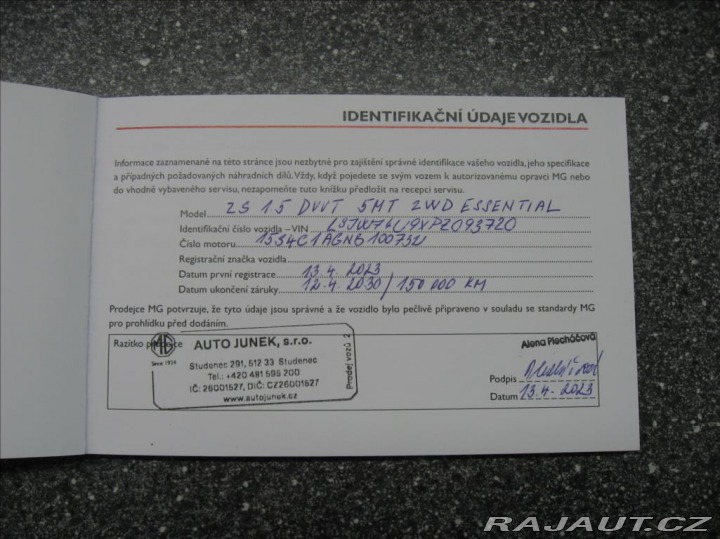 IDENTIFIKAČNÍ ÚDAJE VOZIDLA
Informace zaznamenané na této stránce jsou nezbytné pro zajištění správné identifikace vašeho vozidla, jeho specifikace
a případných požadovaných náhradních dílů. Vždy, když pojedete se svým vozem k autorizovanému opravci MG nebo
do vhodně vybaveného servisu, nezapomeňte tuto knížku předložit na recepci servisu.
Model ZS 1.5 DVVT 5MT 2WD ESSENTIAL
Identifikační číslo vozidla – VIN
Číslo motoru
Registrační značka vozidla
Datum první registrace 13.4.2023
Datum ukončení záruky 12.4.2030/150 000 KM
Prodejce MG potvrzuje, že tyto údaje jsou správné a že vozidlo bylo pečlivě připraveno v souladu se standardy MG
pro prohlídku před dodáním.
Razítko prodejce
MG
Since 1924
AUTO JUNEK, s.r.o.
Studenec 291, 512 33 Studenec
Tel.: +420 481 595 200
IČ: 26001527, DIČ: CZ26001527
www.autojunek.cz
Prodej vozů 2
Alena Plecháčová
Podpis
Datum 13.4.2023
RAJAUT.CZ